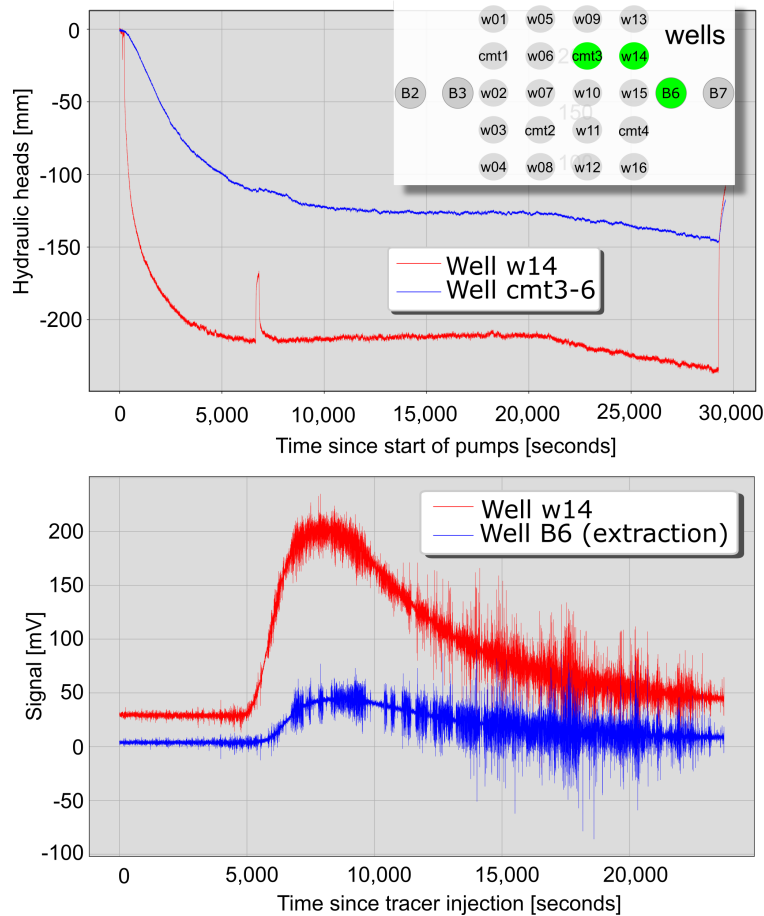 w01 w05 w09 w13
wells
cmt1 w06 cmt3 w14
B2 B3 w02 w07 w10 w15 B6 B7
150
w03 cmt2 w11 cmt4
w04 w08 w12 w16
0
-50
-100
-150
-200
Hydraulic heads [mm]
Well w14
Well cmt3-6
0 5,000 10,000 15,000 20,000 25,000 30,000
Time since start of pumps [seconds]
Well w14
Well B6 (extraction)
200
150
100
50
0
-50
-100
Signal [mV]
0 5,000 10,000 15,000 20,000
Time since tracer injection [seconds]